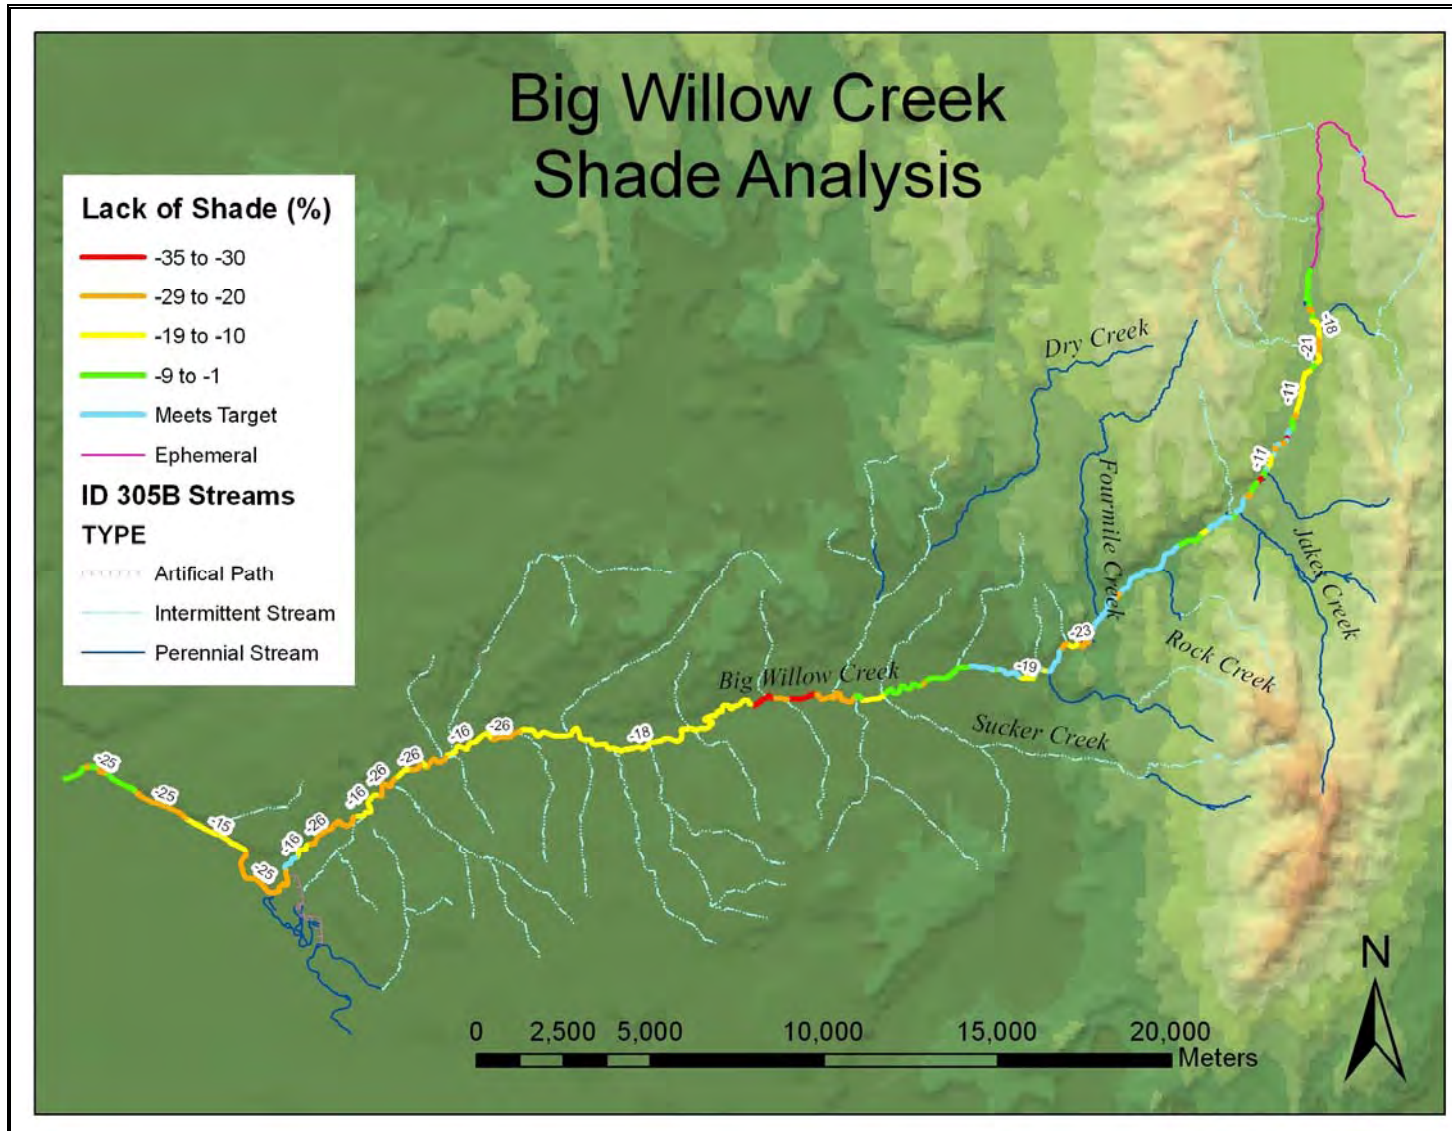 Big Willow Creek
Shade Analysis
Lack of Shade (%)
-35 to -30
-29 to -20
-19 to -10
-9 to -1
Meets Target
Ephemeral
ID 305B Streams
TYPE
Artifical Path
Intermittent Stream
Perennial Stream
Dry Creek
Fourmile Creek
Jakes Creek
Rock Creek
Big Willow Creek
Sucker Creek
-18
-21
-11
-11
-23
-19
-18
-26
-16
-26
-26
-16
-26
-16
-25
-15
-25
-25
N
0 2,500 5,000 10,000 15,000 20,000
Meters